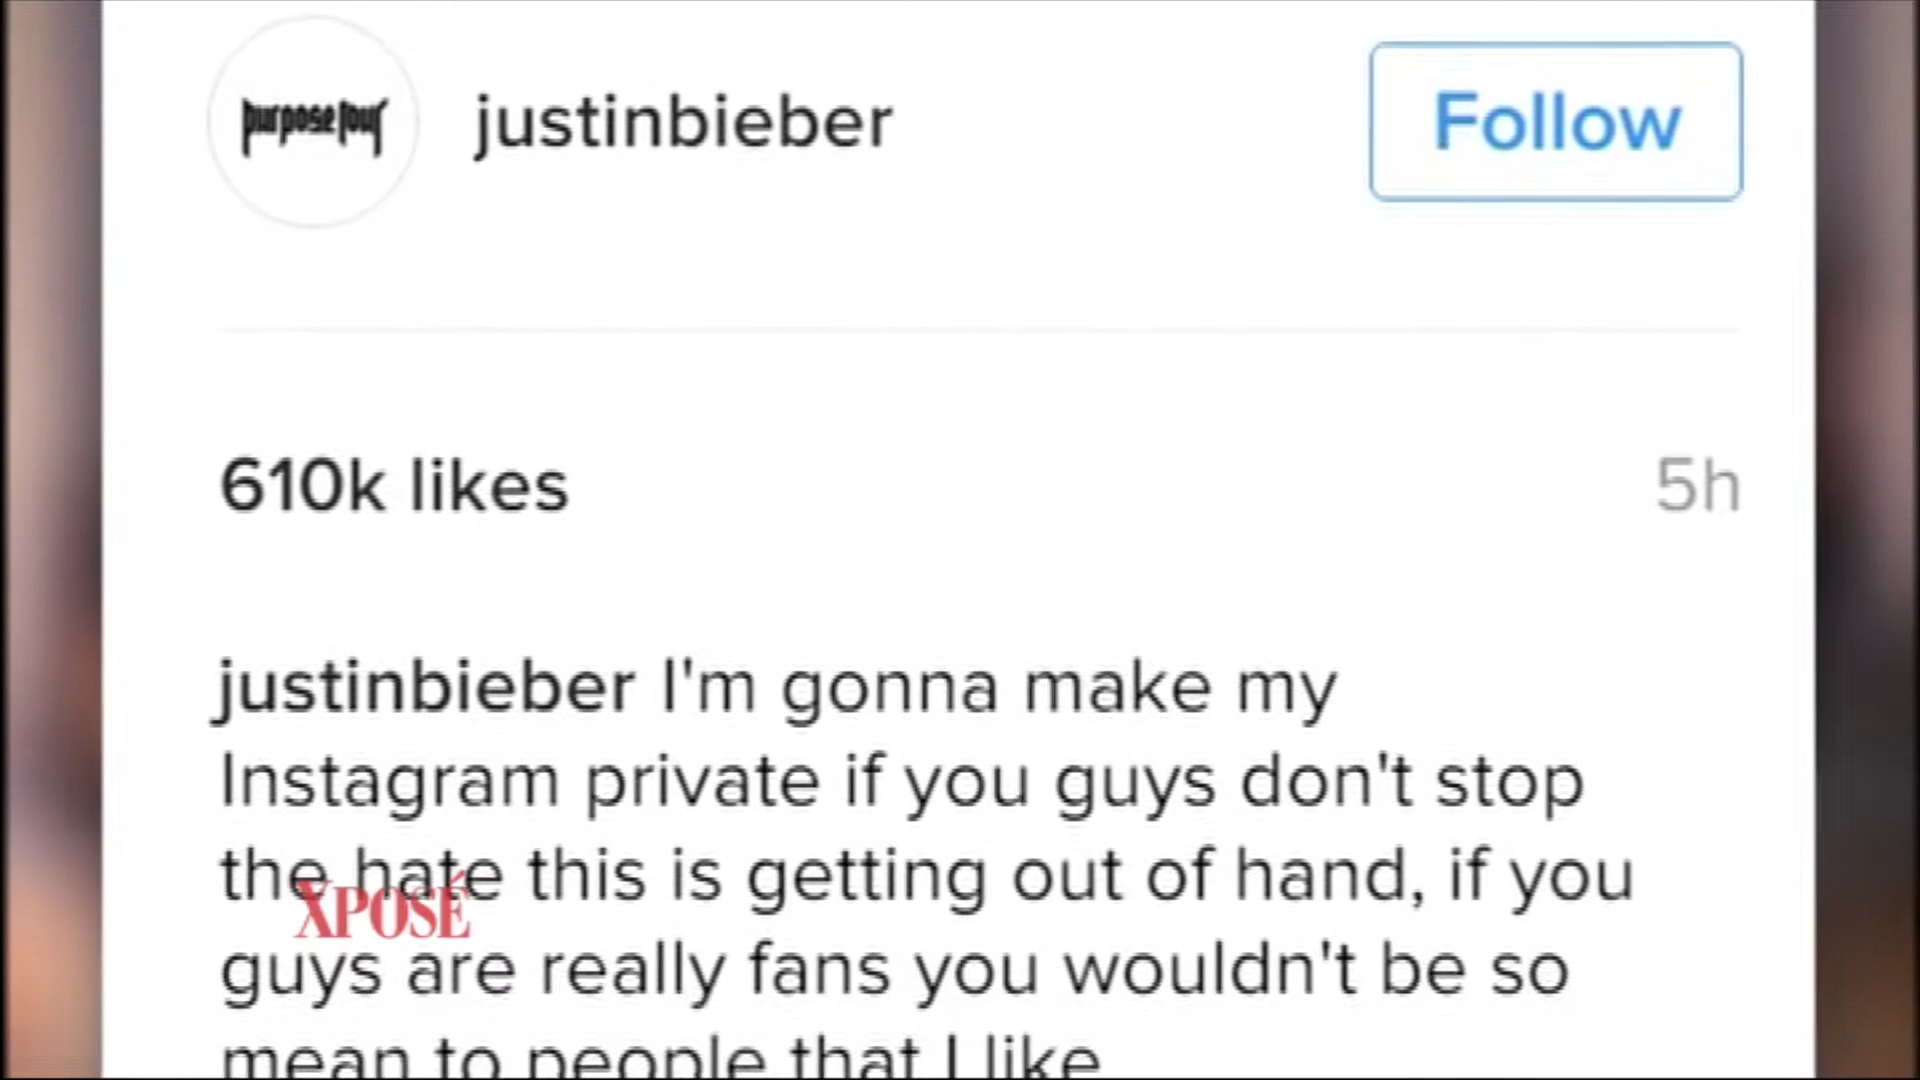 purpose tour
justinbieber
Follow
610k likes
5h
justinbieber I'm gonna make my
Instagram private if you guys don't stop
the hate this is getting out of hand, if you
XPOSÉ
guys are really fans you wouldn't be so
mean to people that I like